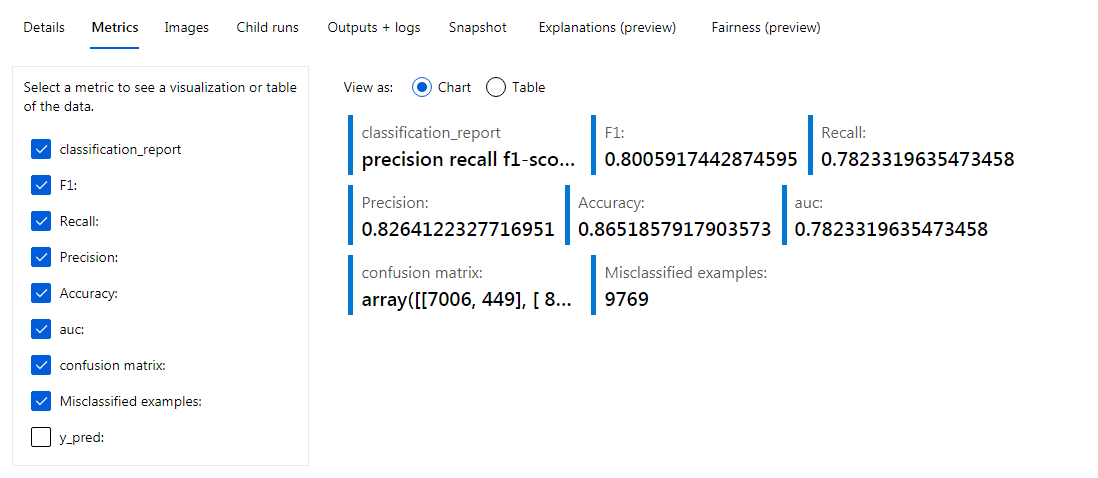 Details Metrics Images Child runs Outputs + logs Snapshot Explanations (preview) Fairness (preview)
Select a metric to see a visualization or table
of the data.
classification_report
F1:
Recall:
Precision:
Accuracy:
auc:
confusion matrix:
Misclassified examples:
y_pred:
View as: Chart Table
classification_report F1: Recall:
precision recall f1-sco... 0.8005917442874595 0.7823319635473458
Precision: Accuracy: auc:
0.8264122327716951 0.8651857917903573 0.7823319635473458
confusion matrix: Misclassified examples:
array([[7006, 449], [ 8... 9769